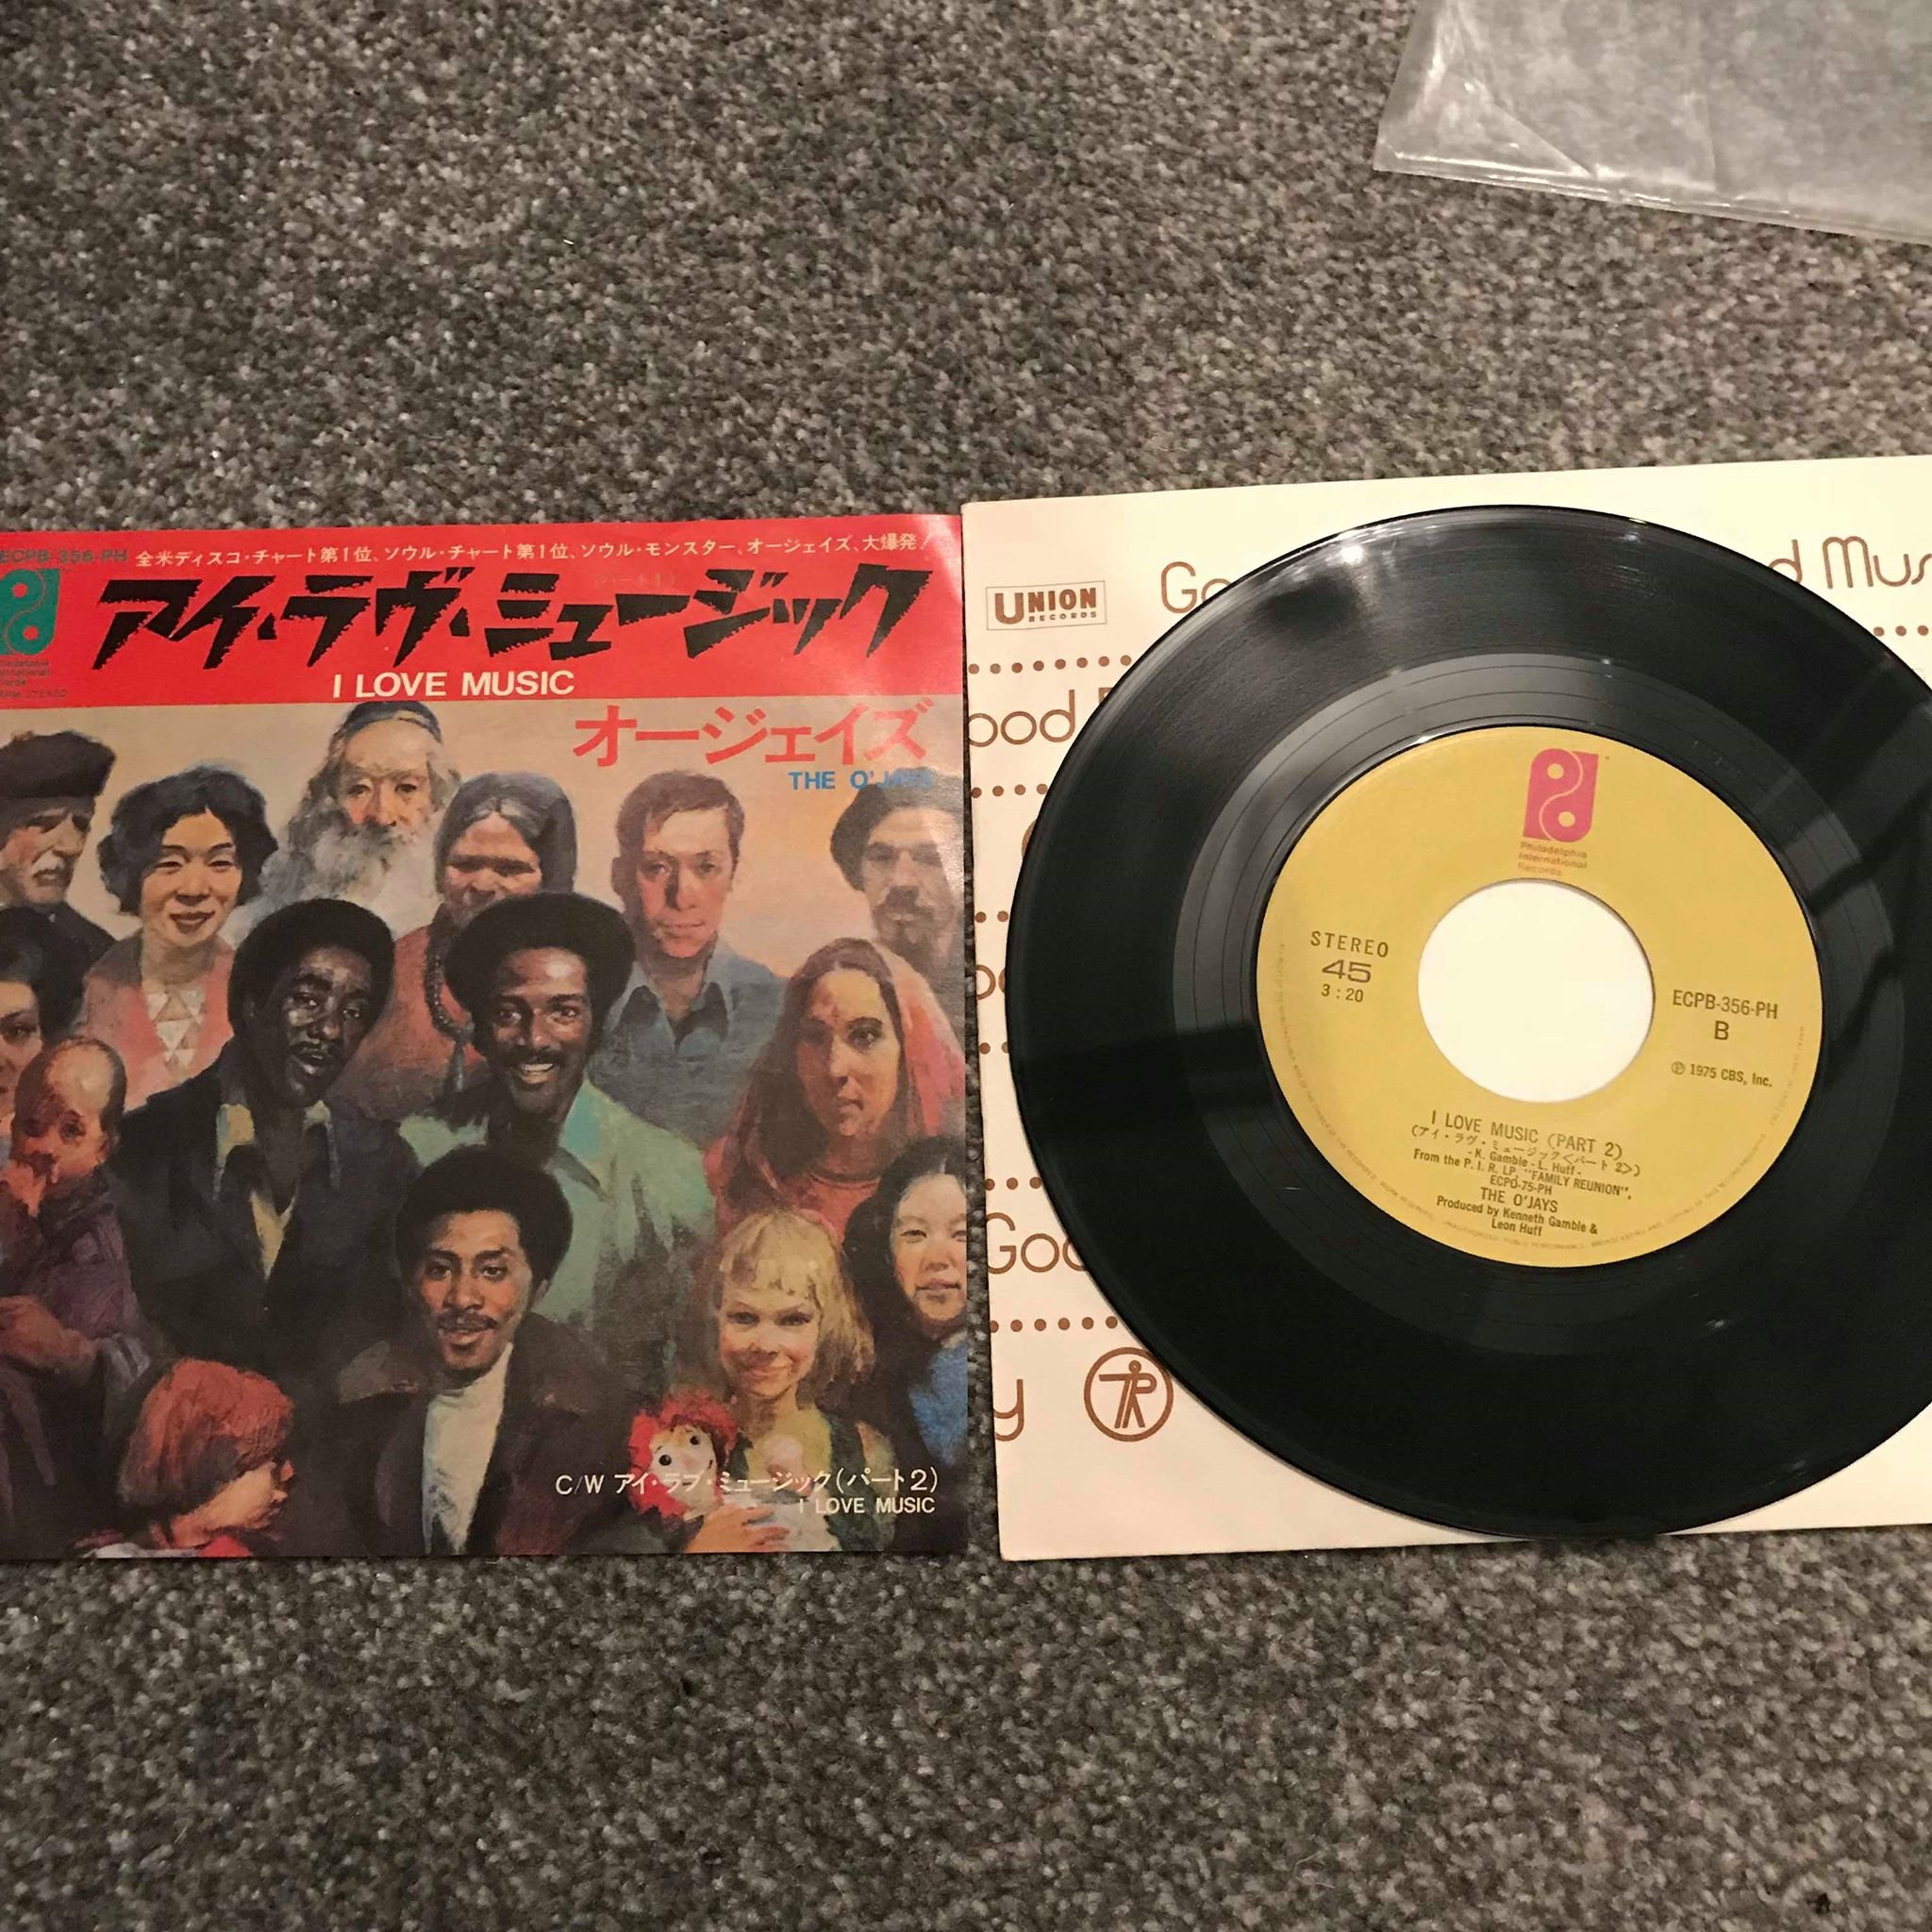 ECPB-356-PH 全米ディスコ・チャート第1位、ソウル・チャート第1位、ソウル・モンスター、オージェイズ、大爆発!
アイ・ラヴ・ミュージック
(パート1)
I LOVE MUSIC
オージェイズ
THE O'JAYS
C/W アイ・ラブ・ミュージック(パート2)
I LOVE MUSIC
UNION
RECORDS
Go
d Mus
ood
Goo
y
Philadelphia
International
Records
STEREO
45
3:20
ECPB-356-PH
B
℗ 1975 CBS, Inc.
I LOVE MUSIC (PART 2)
(アイ・ラヴ・ミュージック<パート 2>)
-K. Gamble - L. Huff-
From the P.I.R. LP "FAMILY REUNION",
ECPO-75-PH
THE O'JAYS
Produced by Kenneth Gamble &
Leon Huff